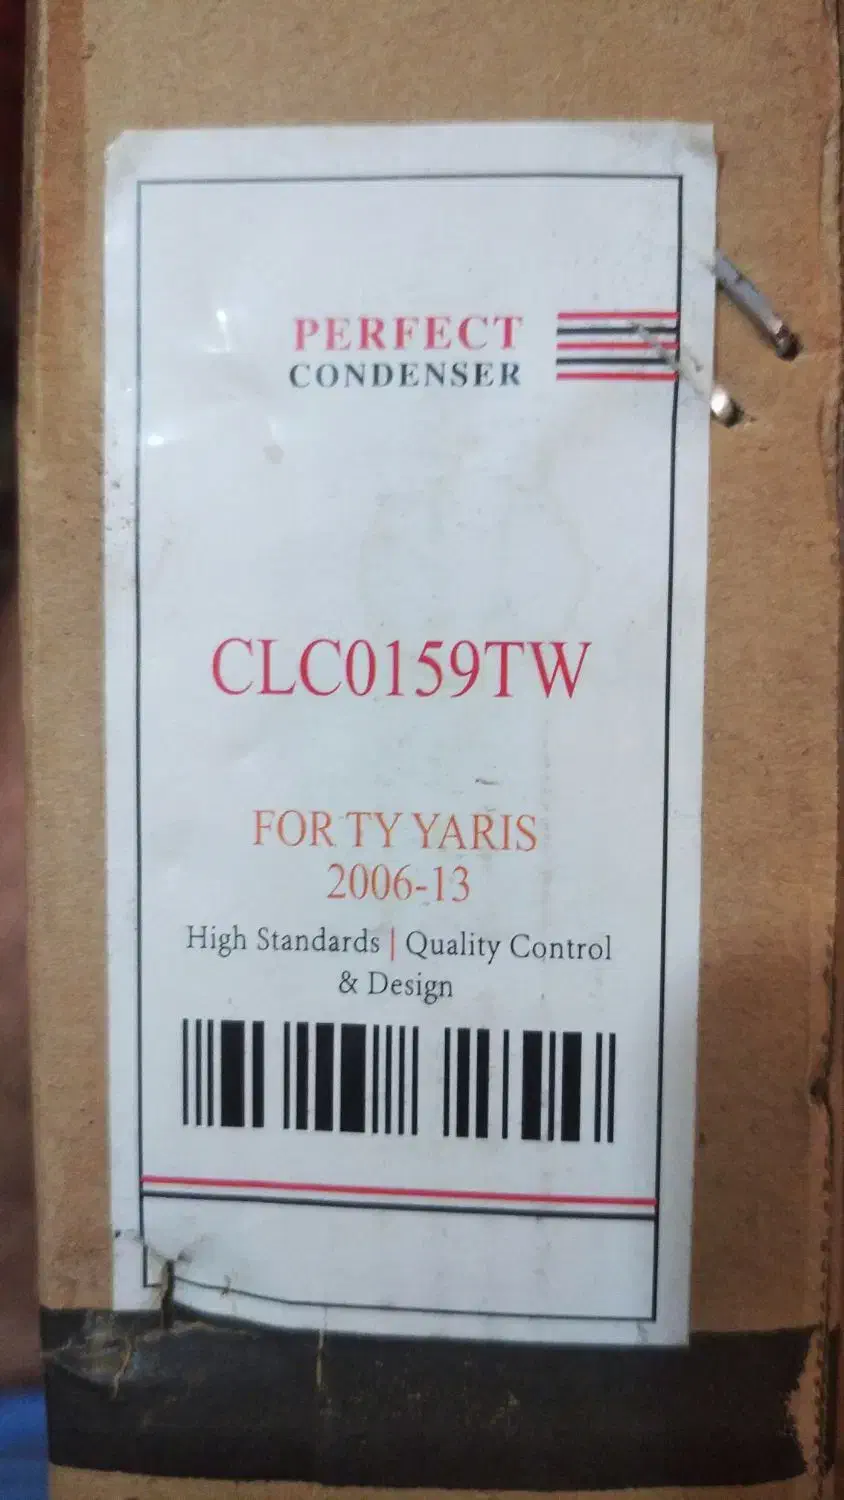 PERFECT
CONDENSER
CLC0159TW
FOR TY YARIS
2006-13
High Standards | Quality Control
& Design